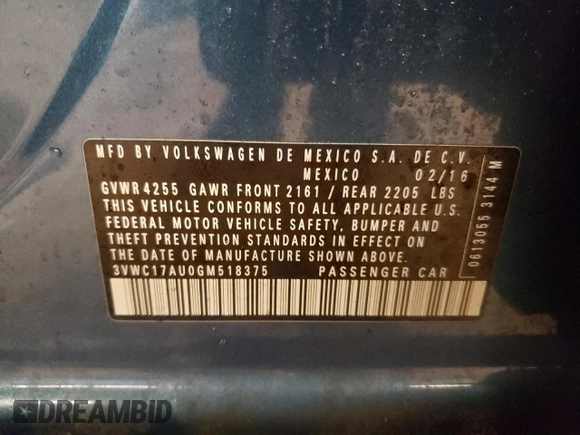 MFD BY VOLKSWAGEN DE MEXICO S.A. DE C.V.
MEXICO 02/16
GVWR 4255 GAWR FRONT 2161 / REAR 2205 LBS
THIS VEHICLE CONFORMS TO ALL APPLICABLE U.S.
FEDERAL MOTOR VEHICLE SAFETY, BUMPER AND
THEFT PREVENTION STANDARDS IN EFFECT ON
THE DATE OF MANUFACTURE SHOWN ABOVE.
3VWC17AU0GM518375 PASSENGER CAR
0613055 3144 M
DREAMBID